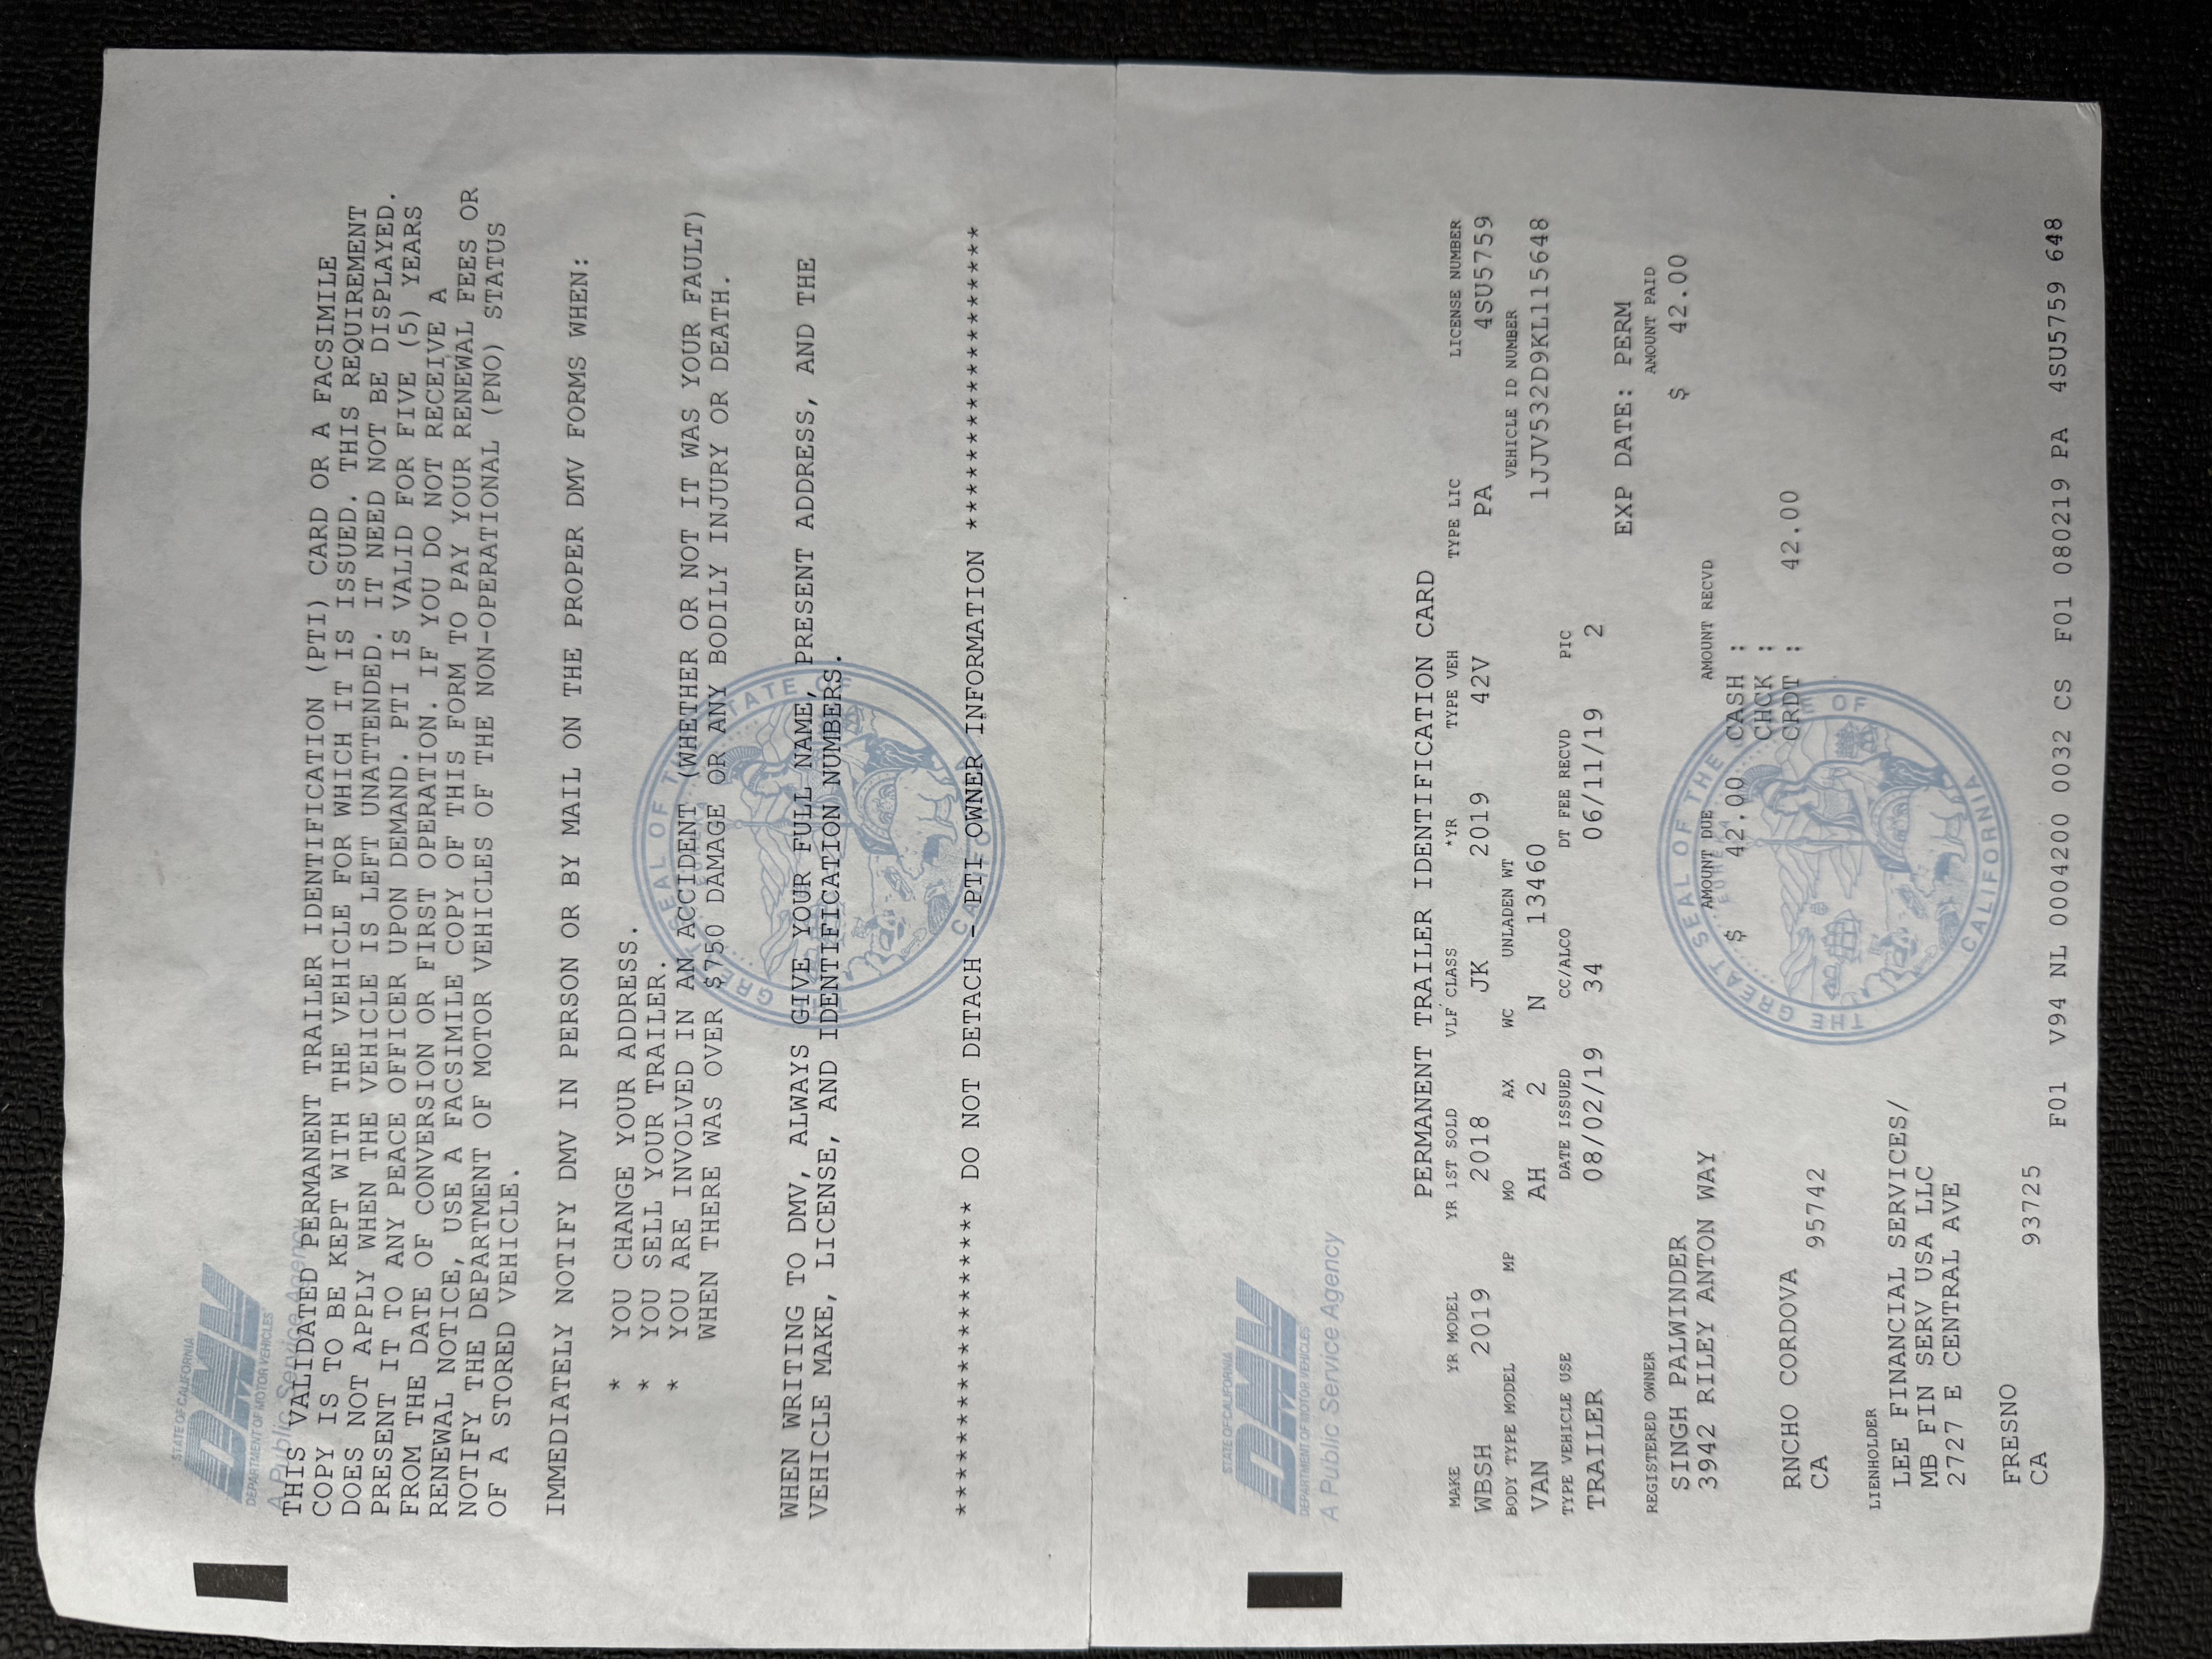 STATE OF CALIFORNIA
DMV
DEPARTMENT OF MOTOR VEHICLES
A Public Service Agency
THIS VALIDATED PERMANENT TRAILER IDENTIFICATION (PTI) CARD OR A FACSIMILE
COPY IS TO BE KEPT WITH THE VEHICLE FOR WHICH IT IS ISSUED. THIS REQUIREMENT
DOES NOT APPLY WHEN THE VEHICLE IS LEFT UNATTENDED. IT NEED NOT BE DISPLAYED.
PRESENT IT TO ANY PEACE OFFICER UPON DEMAND. PTI IS VALID FOR FIVE (5) YEARS
FROM THE DATE OF CONVERSION OR FIRST OPERATION. IF YOU DO NOT RECEIVE A
RENEWAL NOTICE, USE A FACSIMILE COPY OF THIS FORM TO PAY YOUR RENEWAL FEES OR
NOTIFY THE DEPARTMENT OF MOTOR VEHICLES OF THE NON-OPERATIONAL (PNO) STATUS
OF A STORED VEHICLE.
IMMEDIATELY NOTIFY DMV IN PERSON OR BY MAIL ON THE PROPER DMV FORMS WHEN:
* YOU CHANGE YOUR ADDRESS.
* YOU SELL YOUR TRAILER.
* YOU ARE INVOLVED IN AN ACCIDENT (WHETHER OR NOT IT WAS YOUR FAULT)
WHEN THERE WAS OVER $750 DAMAGE OR ANY BODILY INJURY OR DEATH.
THE GREAT SEAL OF THE STATE OF CALIFORNIA
WHEN WRITING TO DMV, ALWAYS GIVE YOUR FULL NAME, PRESENT ADDRESS, AND THE
VEHICLE MAKE, LICENSE, AND IDENTIFICATION NUMBERS.
****************** DO NOT DETACH - PTI OWNER INFORMATION ******************
STATE OF CALIFORNIA
DMV
DEPARTMENT OF MOTOR VEHICLES
A Public Service Agency
PERMANENT TRAILER IDENTIFICATION CARD
MAKE YR MODEL YR 1ST SOLD VLF CLASS *YR TYPE VEH TYPE LIC LICENSE NUMBER
WBSH 2019 2018 JK 2019 42V PA 4SU5759
BODY TYPE MODEL MP MO AX WC UNLADEN WT VEHICLE ID NUMBER
VAN AH 2 N 13460 1JJV532D9KL115648
TYPE VEHICLE USE DATE ISSUED CC/ALCO DT FEE RECVD PIC
TRAILER 08/02/19 34 06/11/19 2
EXP DATE: PERM
REGISTERED OWNER AMOUNT PAID
SINGH PALWINDER $ 42.00
3942 RILEY ANTON WAY AMOUNT DUE AMOUNT RECVD
$ 42.00 CASH :
CHCK :
RNCHO CORDOVA CRDT : 42.00
CA 95742
THE GREAT SEAL OF THE STATE OF CALIFORNIA
EUREKA
LIENHOLDER
LEE FINANCIAL SERVICES/
MB FIN SERV USA LLC
2727 E CENTRAL AVE
FRESNO
CA 93725
F01 V94 NL 0004200 0032 CS F01 080219 PA 4SU5759 648